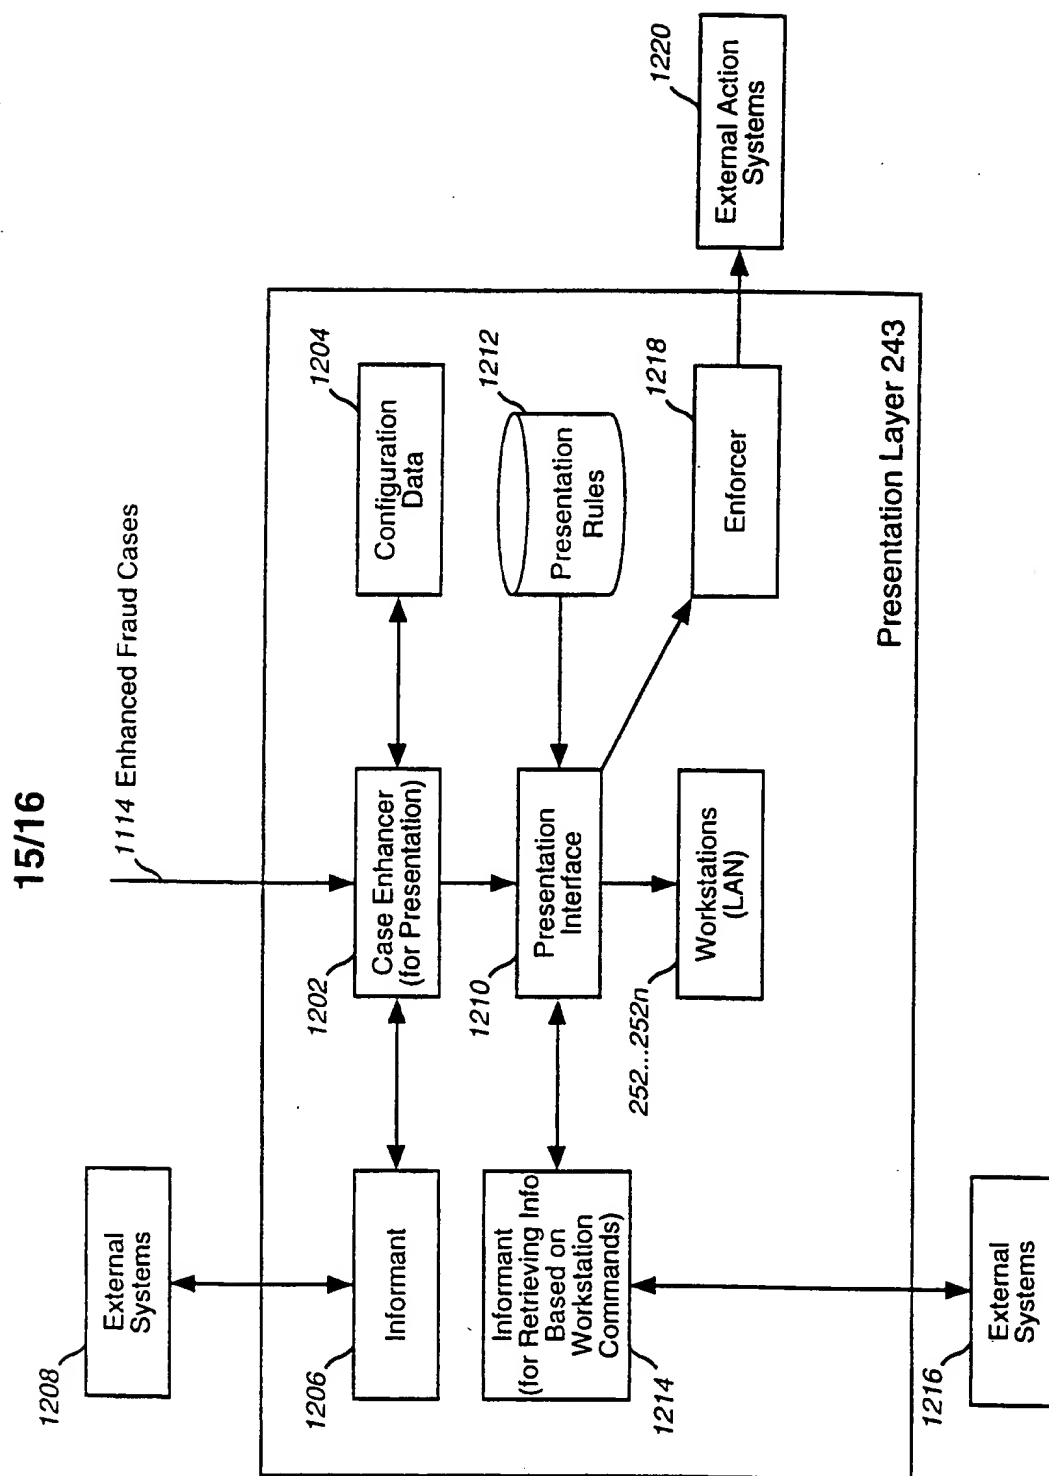 15/16
1114 Enhanced Fraud Cases
1208
External
Systems
1206
Informant
1202
Case Enhancer
(for Presentation)
1204
Configuration
Data
1214
Informant
(for Retrieving Info
Based on
Workstation
Commands)
1210
Presentation
Interface
1212
Presentation
Rules
252...252n
Workstations
(LAN)
1218
Enforcer
1220
External Action
Systems
Presentation Layer 243
1216
External
Systems